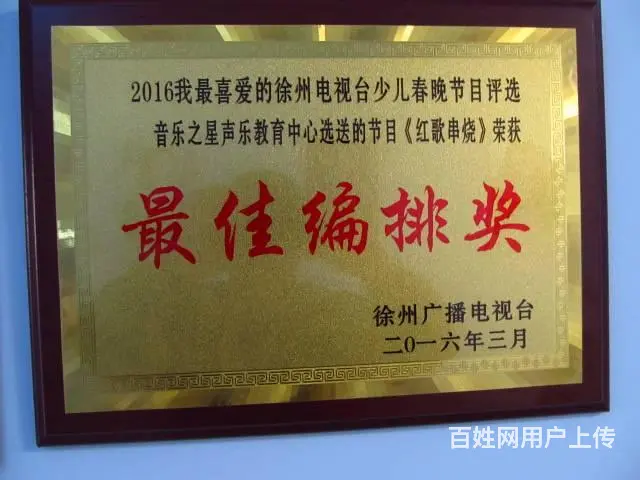 2016我最喜爱的徐州电视台少儿春晚节目评选
音乐之星声乐教育中心选送的节目《红歌串烧》荣获
最佳编排奖
徐州广播电视台
二〇一六年三月
百姓网用户上传